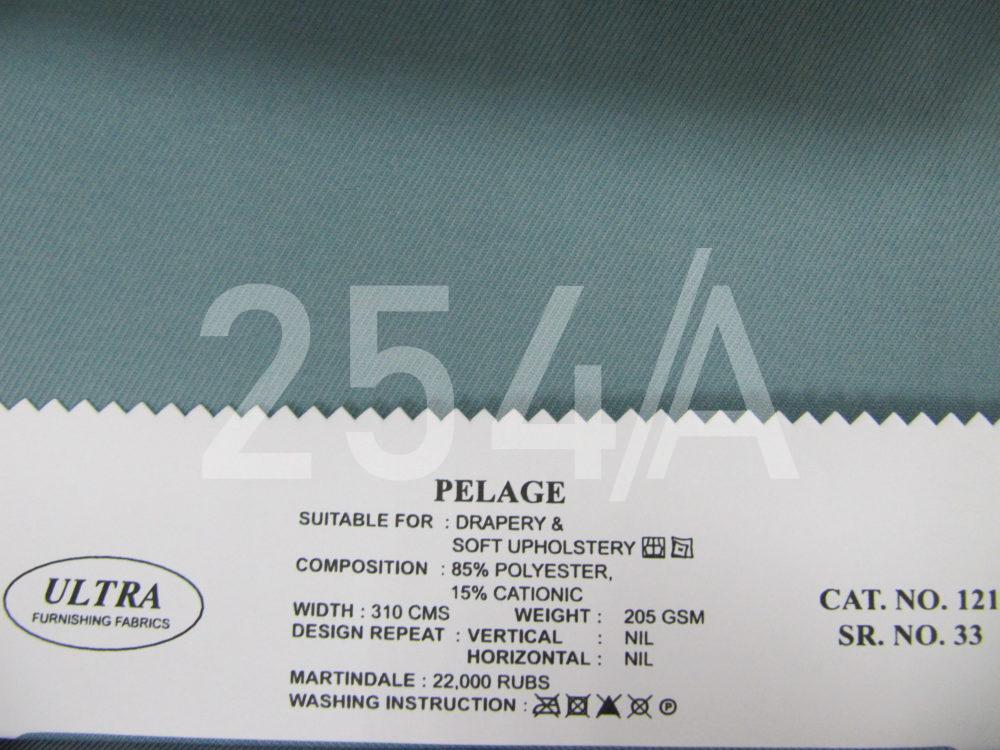 254/A
PELAGE
SUITABLE FOR : DRAPERY &
SOFT UPHOLSTERY
COMPOSITION : 85% POLYESTER,
15% CATIONIC
WIDTH : 310 CMS WEIGHT : 205 GSM
DESIGN REPEAT : VERTICAL : NIL
HORIZONTAL : NIL
MARTINDALE : 22,000 RUBS
WASHING INSTRUCTION : P
ULTRA
FURNISHING FABRICS
CAT. NO. 121
SR. NO. 33